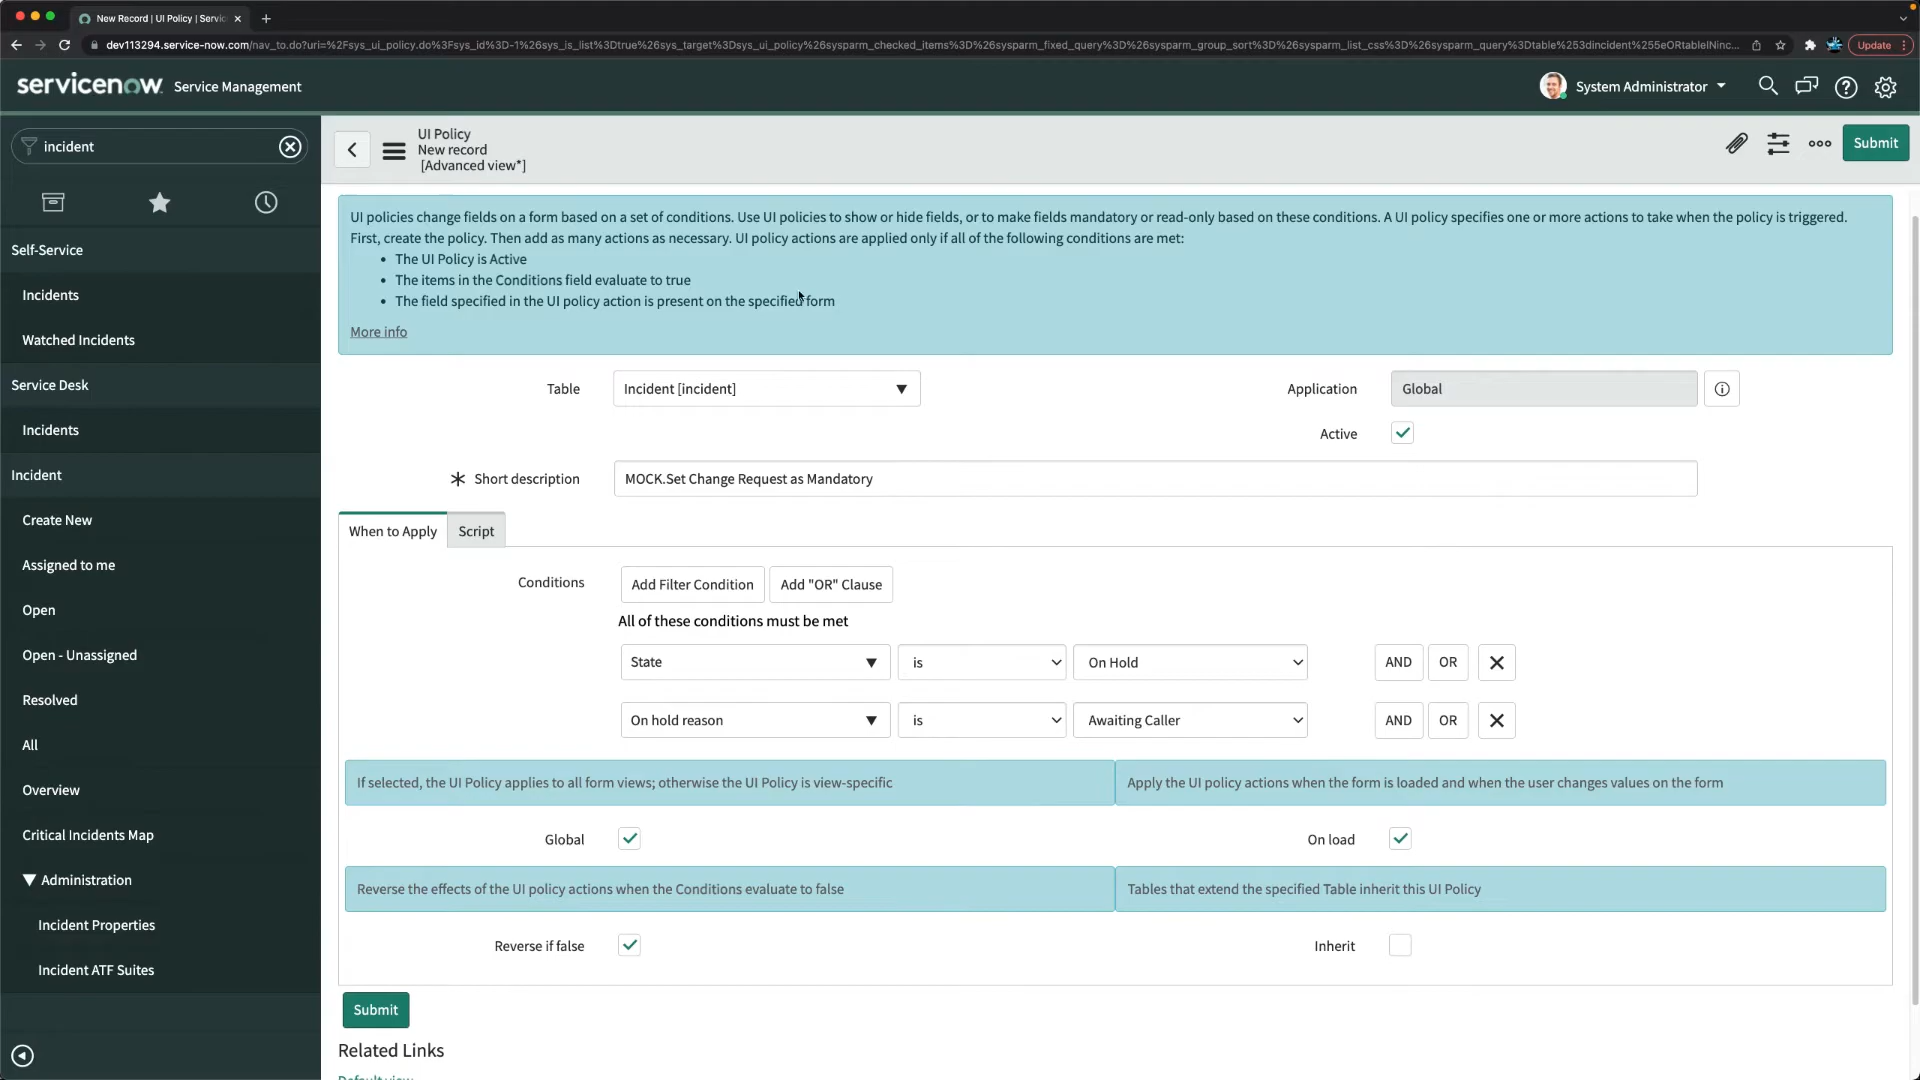 New Record | UI Policy | Servic
dev113294.service-now.com/nav_to.do?uri=%2Fsys_ui_policy.do%3Fsys_id%3D-1%26sys_is_list%3Dtrue%26sys_target%3Dsys_ui_policy%26sysparm_checked_items%3D%26sysparm_fixed_query%3D%26sysparm_group_sort%3D%26sysparm_list_css%3D%26sysparm_query%3Dtable%253dincident%255eORtableINinc...
Update
servicenow Service Management
System Administrator
incident
UI Policy
New record
[Advanced view*]
Submit
Self-Service
Incidents
Watched Incidents
Service Desk
Incidents
Incident
Create New
Assigned to me
Open
Open - Unassigned
Resolved
All
Overview
Critical Incidents Map
Administration
Incident Properties
Incident ATF Suites
UI policies change fields on a form based on a set of conditions. Use UI policies to show or hide fields, or to make fields mandatory or read-only based on these conditions. A UI policy specifies one or more actions to take when the policy is triggered.
First, create the policy. Then add as many actions as necessary. UI policy actions are applied only if all of the following conditions are met:
• The UI Policy is Active
• The items in the Conditions field evaluate to true
• The field specified in the UI policy action is present on the specified form
More info
Table Incident [incident]
Application Global
Active
Short description MOCK.Set Change Request as Mandatory
When to Apply Script
Conditions Add Filter Condition Add "OR" Clause
All of these conditions must be met
State is On Hold AND OR
On hold reason is Awaiting Caller AND OR
If selected, the UI Policy applies to all form views; otherwise the UI Policy is view-specific
Apply the UI policy actions when the form is loaded and when the user changes values on the form
Global
On load
Reverse the effects of the UI policy actions when the Conditions evaluate to false
Tables that extend the specified Table inherit this UI Policy
Reverse if false
Inherit
Submit
Related Links
Default view